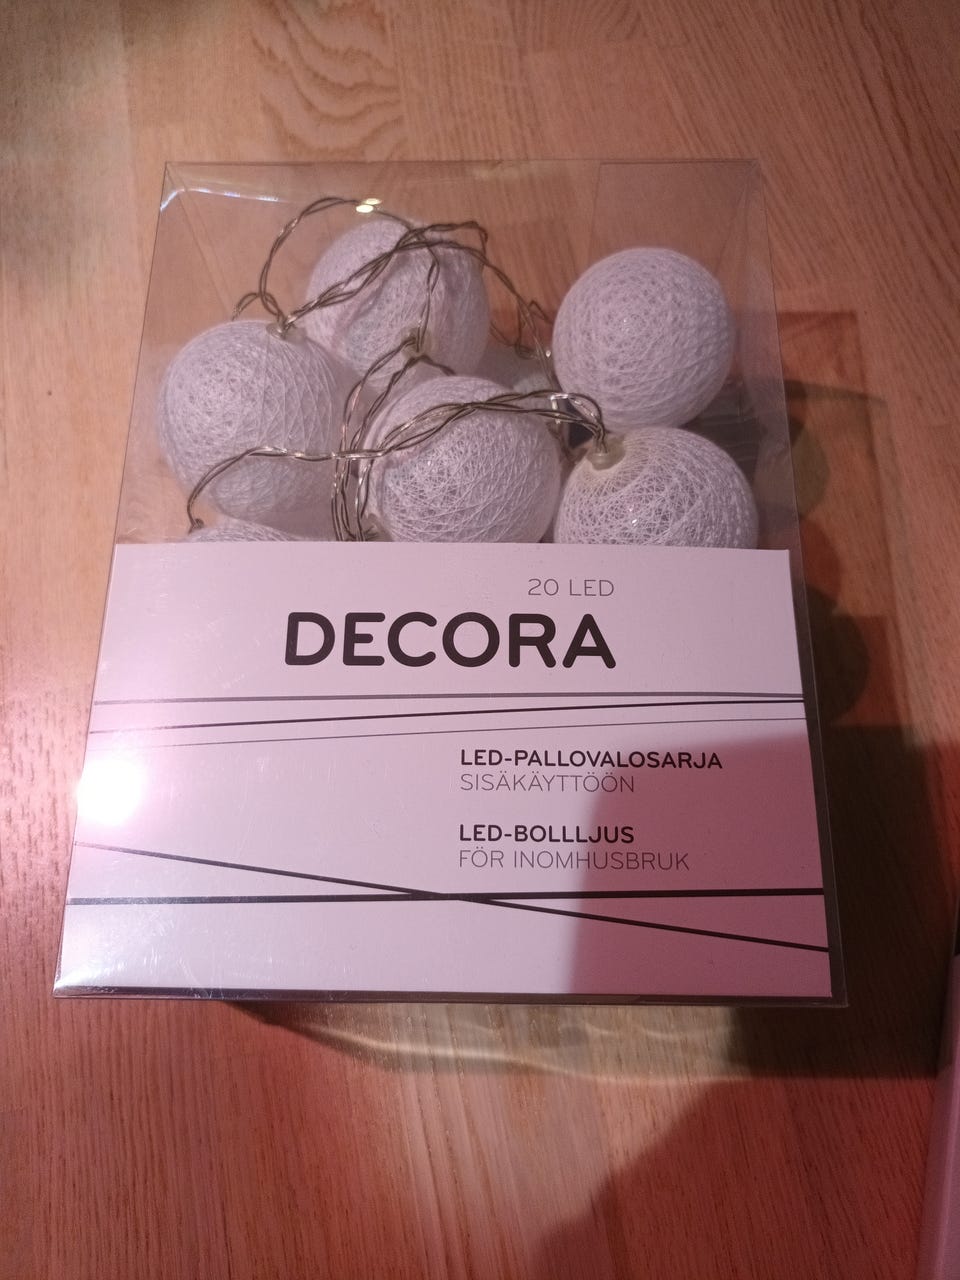 20 LED
DECORA
LED-PALLOVALOSARJA
SISÄKÄYTTÖÖN
LED-BOLLLJUS
FÖR INOMHUSBRUK